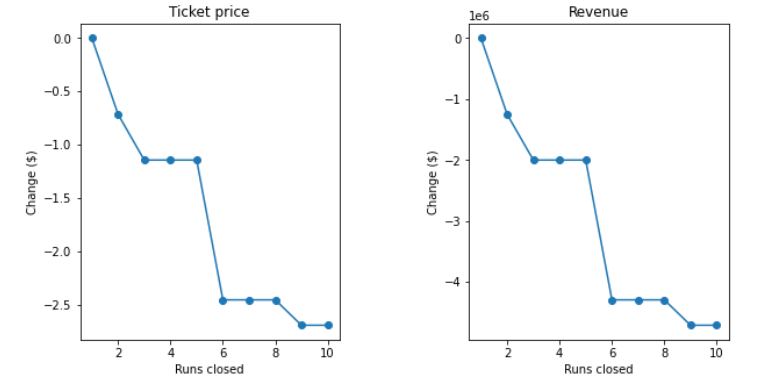 Ticket price
0.0
−0.5
−1.0
−1.5
−2.0
−2.5
Change ($)
2 4 6 8 10
Runs closed
Revenue
1e6
0
−1
−2
−3
−4
Change ($)
2 4 6 8 10
Runs closed